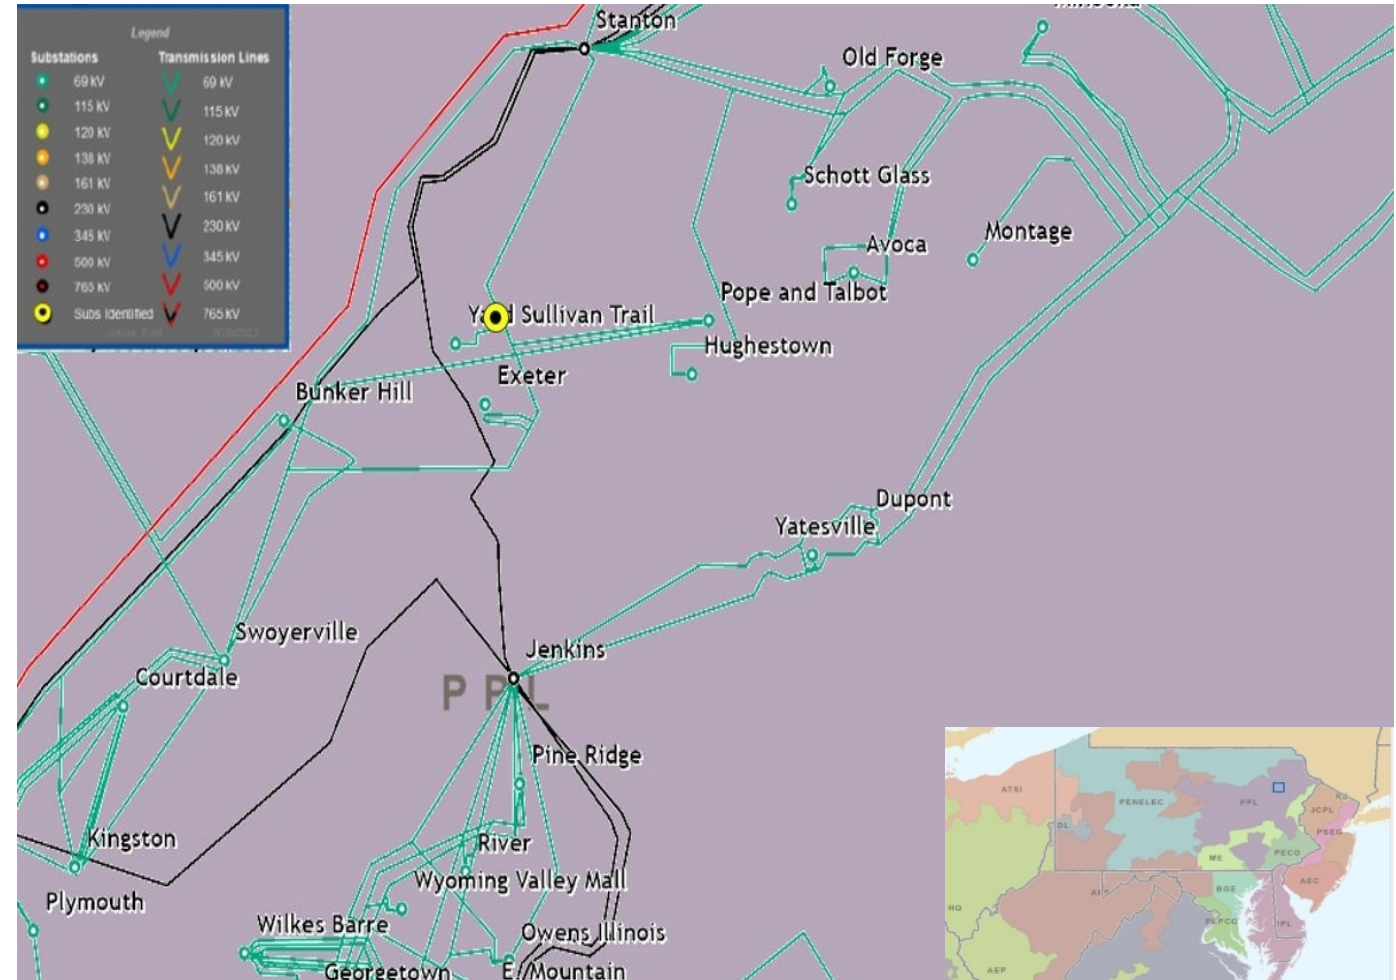 Legend
Substations
Transmission Lines
69 kV
69 kV
115 kV
115 kV
120 kV
120 kV
138 kV
138 kV
161 kV
161 kV
230 kV
230 kV
345 kV
345 kV
500 kV
500 kV
765 kV
765 kV
Subs Identified
Stanton
Old Forge
Schott Glass
Avoca
Montage
Pope and Talbot
Sullivan Trail
Hughestown
Exeter
Bunker Hill
Dupont
Yatesville
Swoyerville
Jenkins
Courtdale
PPL
Pine Ridge
Kingston
River
Wyoming Valley Mall
Plymouth
Wilkes Barre
Owens Illinois
Georgetown
E. Mountain
ATSI
PENELEC
PPL
JCPL
DL
PSEG
ME
PECO
AEC
BGE
PEPCO
AEP